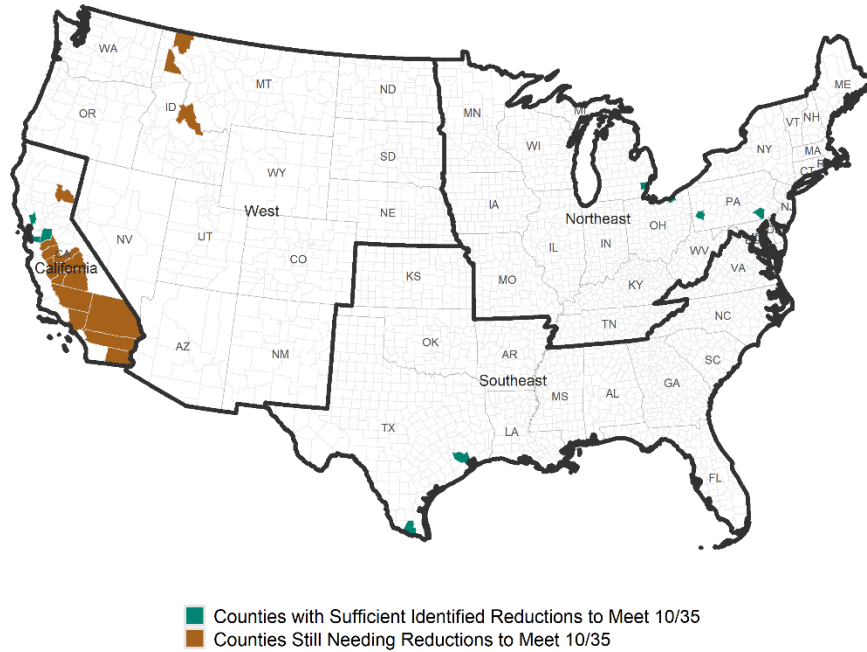 WA
ME
MT
ND
MN
MI
VT
NH
OR
ID
WI
NY
MA
SD
CT
WY
IA
PA
NJ
West
Northeast
NE
OH
NV
UT
IL
IN
CA
California
CO
WV
VA
KS
MO
KY
NC
TN
AZ
NM
OK
AR
SC
Southeast
MS
AL
GA
TX
LA
FL
Counties with Sufficient Identified Reductions to Meet 10/35
Counties Still Needing Reductions to Meet 10/35